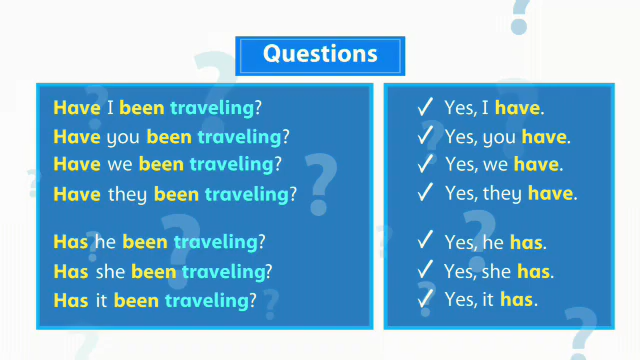 Questions
Have I been traveling?
Have you been traveling?
Have we been traveling?
Have they been traveling?
Has he been traveling?
Has she been traveling?
Has it been traveling?
✓ Yes, I have.
✓ Yes, you have.
✓ Yes, we have.
✓ Yes, they have.
✓ Yes, he has.
✓ Yes, she has.
✓ Yes, it has.